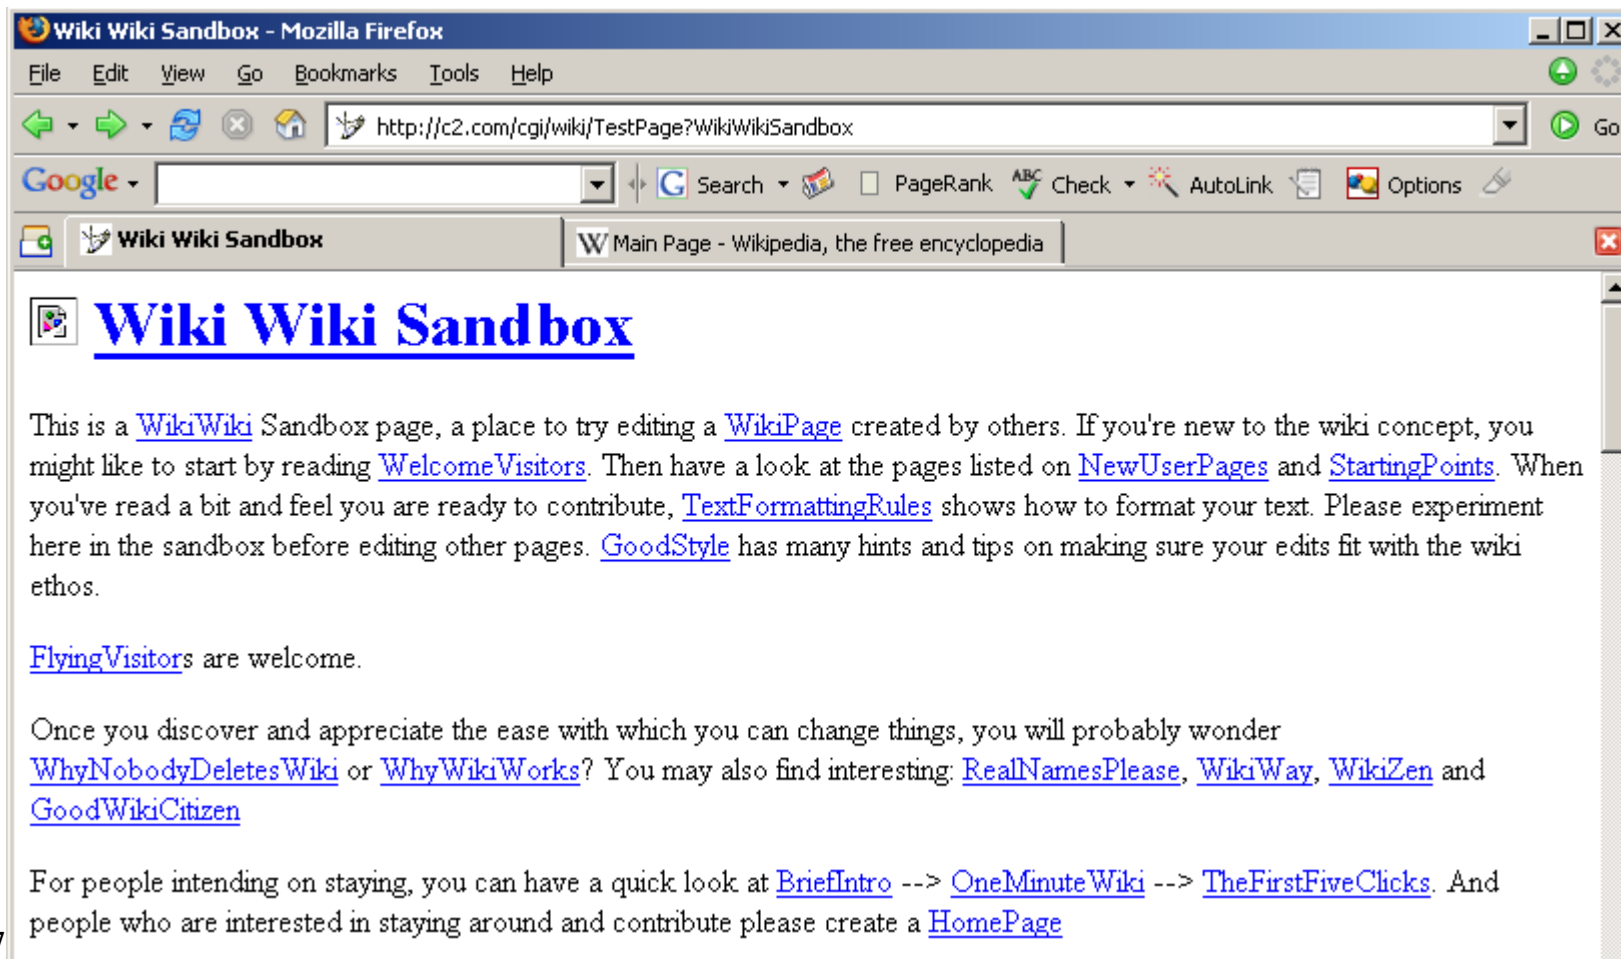 Wiki Wiki Sandbox - Mozilla Firefox
File Edit View Go Bookmarks Tools Help
http://c2.com/cgi/wiki/TestPage?WikiWikiSandbox Go
Google G Search PageRank ABC Check AutoLink Options
Wiki Wiki Sandbox W Main Page - Wikipedia, the free encyclopedia
Wiki Wiki Sandbox
This is a WikiWiki Sandbox page, a place to try editing a WikiPage created by others. If you're new to the wiki concept, you
might like to start by reading WelcomeVisitors. Then have a look at the pages listed on NewUserPages and StartingPoints. When
you've read a bit and feel you are ready to contribute, TextFormattingRules shows how to format your text. Please experiment
here in the sandbox before editing other pages. GoodStyle has many hints and tips on making sure your edits fit with the wiki
ethos.
FlyingVisitors are welcome.
Once you discover and appreciate the ease with which you can change things, you will probably wonder
WhyNobodyDeletesWiki or WhyWikiWorks? You may also find interesting: RealNamesPlease, WikiWay, WikiZen and
GoodWikiCitizen
For people intending on staying, you can have a quick look at BriefIntro --> OneMinuteWiki --> TheFirstFiveClicks. And
people who are interested in staying around and contribute please create a HomePage